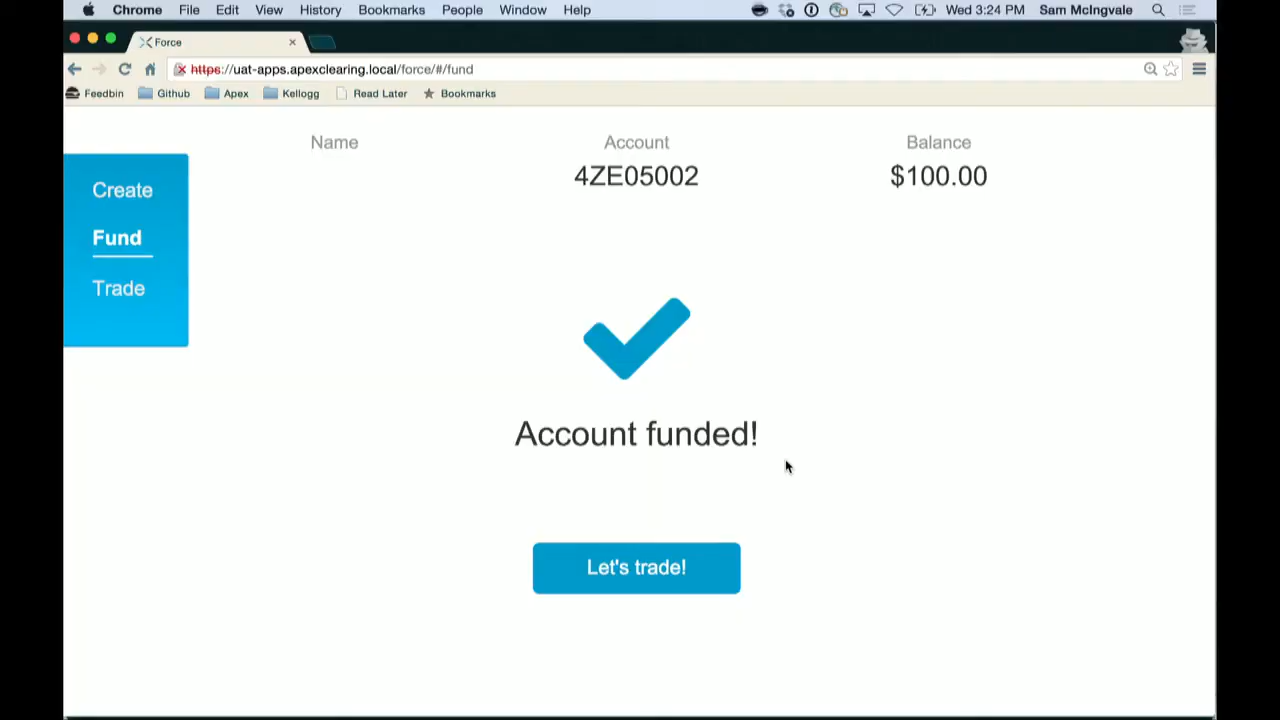 Chrome File Edit View History Bookmarks People Window Help Wed 3:24 PM Sam McIngvale
Force
https://uat-apps.apexclearing.local/force/#/fund
Feedbin Github Apex Kellogg Read Later Bookmarks
Name Account Balance
4ZE05002 $100.00
Create
Fund
Trade
Account funded!
Let's trade!